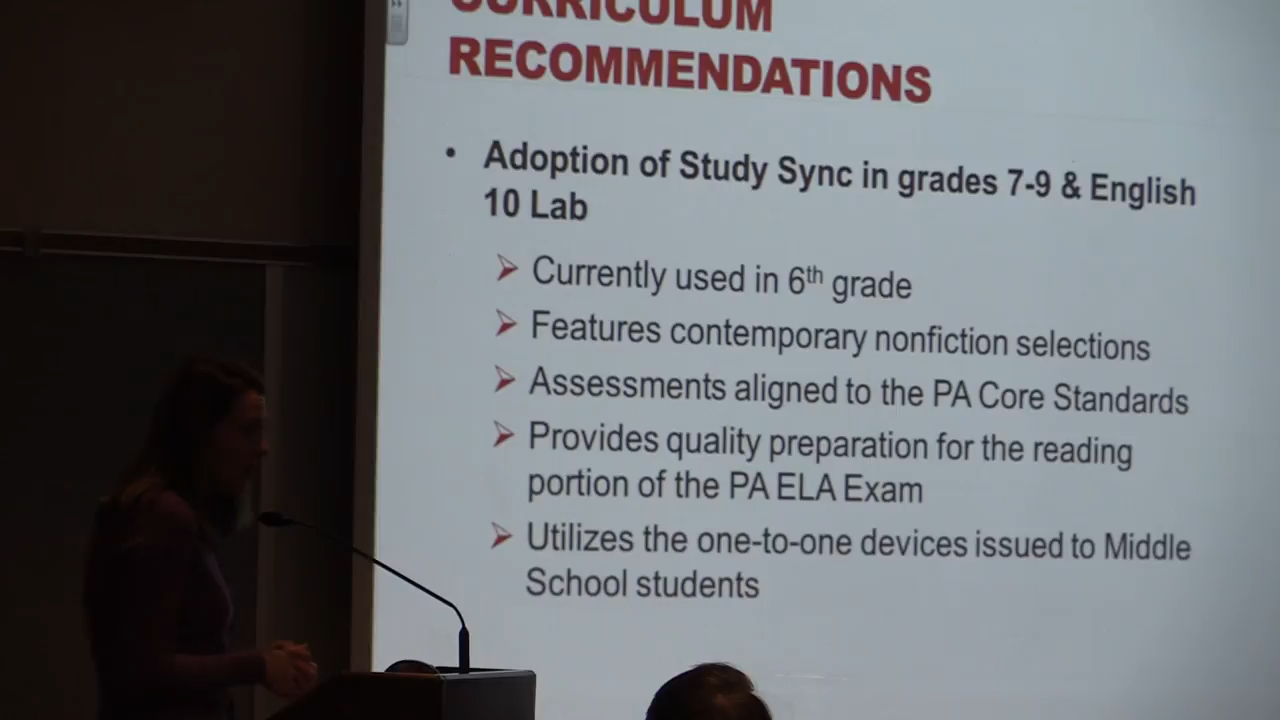 CURRICULUM
RECOMMENDATIONS
• Adoption of Study Sync in grades 7-9 & English
10 Lab
➢ Currently used in 6th grade
➢ Features contemporary nonfiction selections
➢ Assessments aligned to the PA Core Standards
➢ Provides quality preparation for the reading
portion of the PA ELA Exam
➢ Utilizes the one-to-one devices issued to Middle
School students